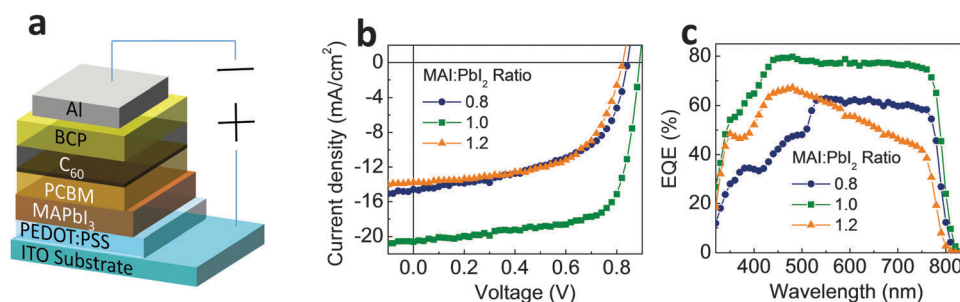 a
Al
BCP
C60
PCBM
MAPbI3
PEDOT:PSS
ITO Substrate
b
Current density (mA/cm2)
0
-4
-8
-12
-16
-20
MAI:PbI2 Ratio
0.8
1.0
1.2
0.0 0.2 0.4 0.6 0.8
Voltage (V)
c
EQE (%)
80
60
40
20
0
MAI:PbI2 Ratio
0.8
1.0
1.2
400 500 600 700 800
Wavelength (nm)